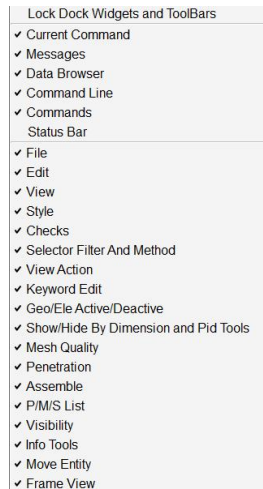 Lock Dock Widgets and ToolBars
Current Command
Messages
Data Browser
Command Line
Commands
Status Bar
File
Edit
View
Style
Checks
Selector Filter And Method
View Action
Keyword Edit
Geo/Ele Active/Deactive
Show/Hide By Dimension and Pid Tools
Mesh Quality
Penetration
Assemble
P/M/S List
Visibility
Info Tools
Move Entity
Frame View